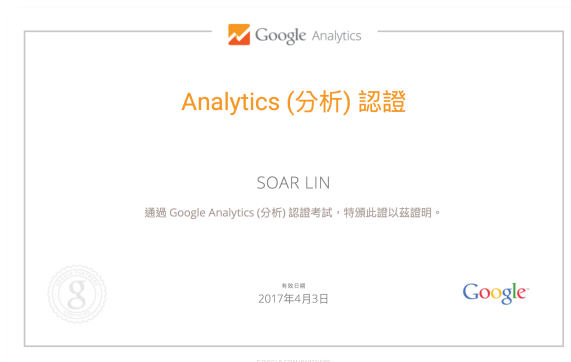 Google Analytics
Analytics (分析) 認證
SOAR LIN
通過 Google Analytics (分析) 認證考試，特頒此證以茲證明。
有效日期
2017年4月3日
g
Google